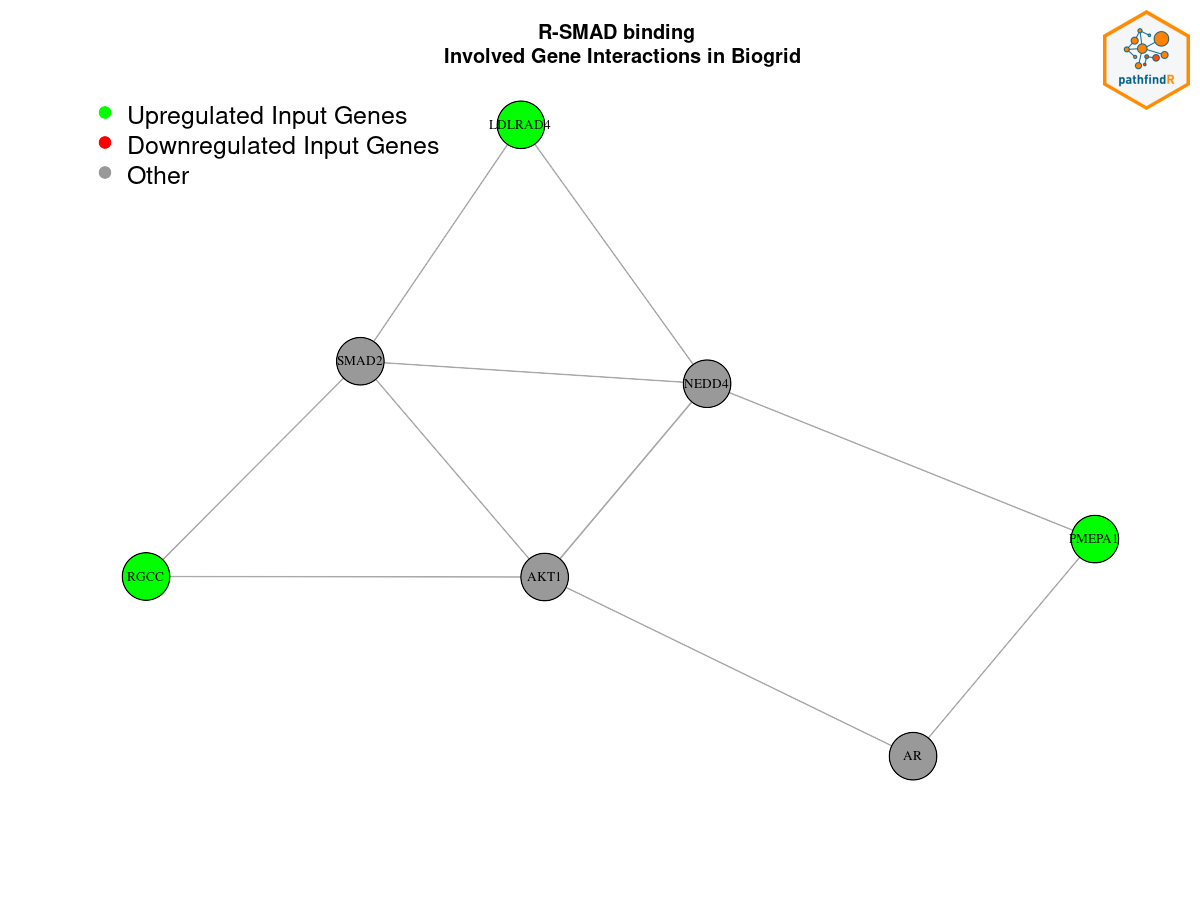 R-SMAD binding
Involved Gene Interactions in Biogrid
pathfindR
Upregulated Input Genes
Downregulated Input Genes
Other
LDLRAD4
SMAD2
NEDD4
PMEPA1
RGCC
AKT1
AR